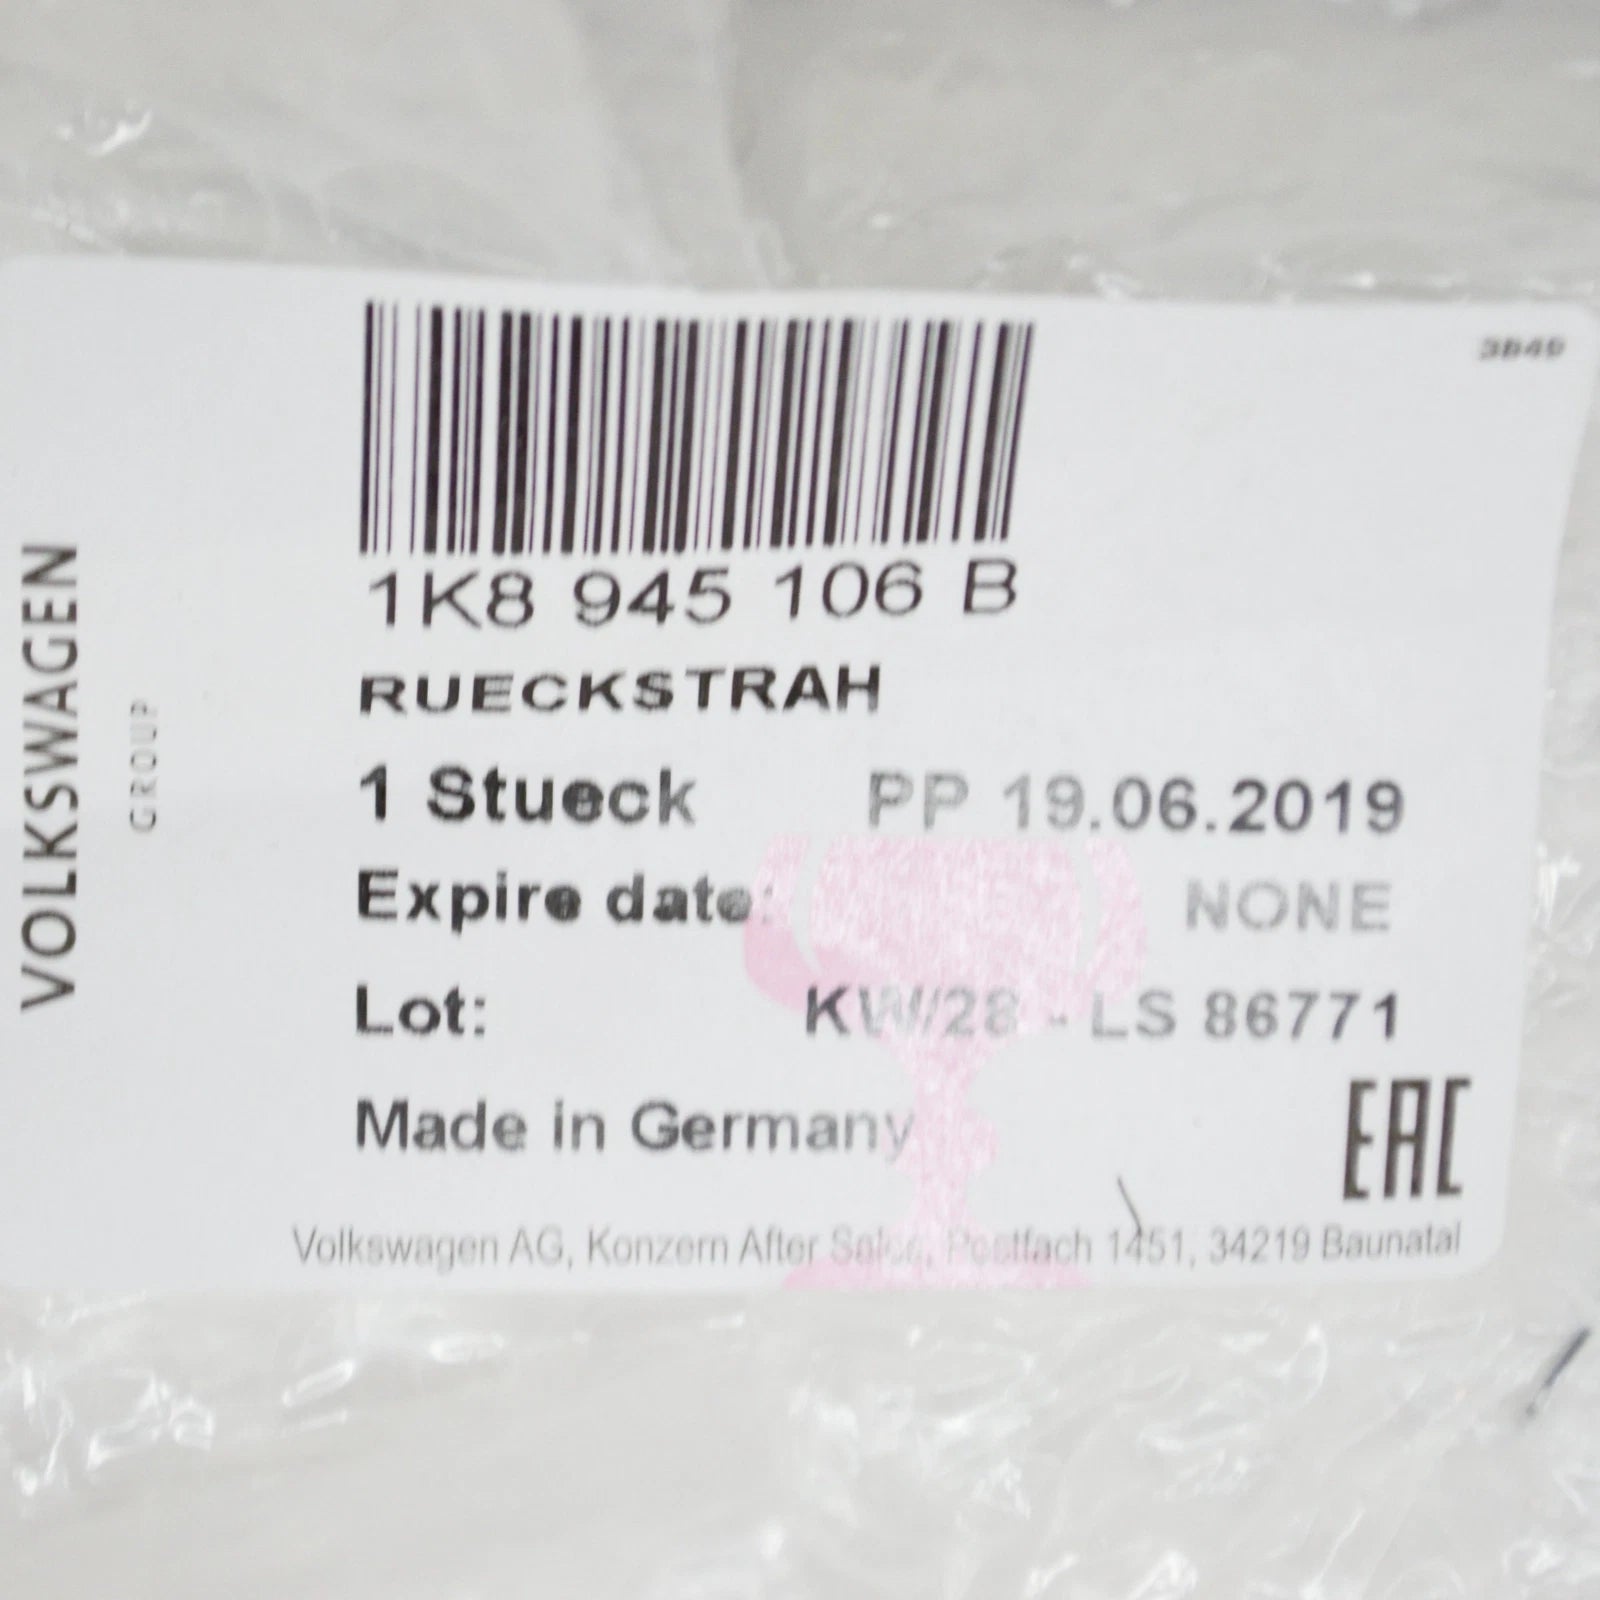 VOLKSWAGEN
GROUP
1K8 945 106 B
RUECKSTRAH
1 Stueck PP 19.06.2019
Expire date: NONE
Lot: KW/28 - LS 86771
Made in Germany
EAC
Volkswagen AG, Konzern After Sales, Postfach 1451, 34219 Baunatal